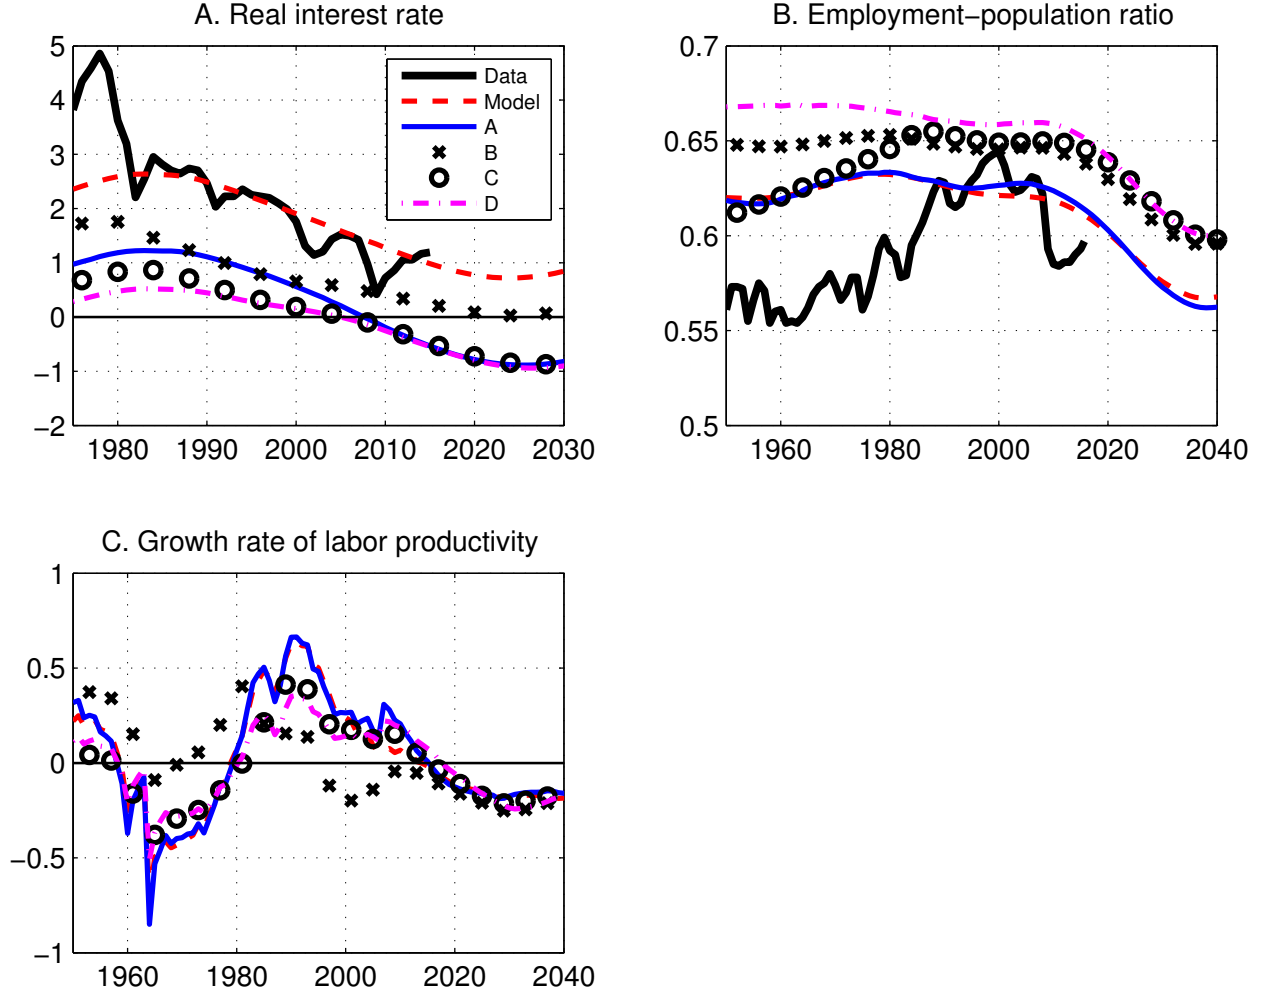 A. Real interest rate
5
4
3
2
1
0
−1
−2
1980 1990 2000 2010 2020 2030
Data
Model
A
B
C
D
B. Employment−population ratio
0.7
0.65
0.6
0.55
0.5
1960 1980 2000 2020 2040
C. Growth rate of labor productivity
1
0.5
0
−0.5
−1
1960 1980 2000 2020 2040